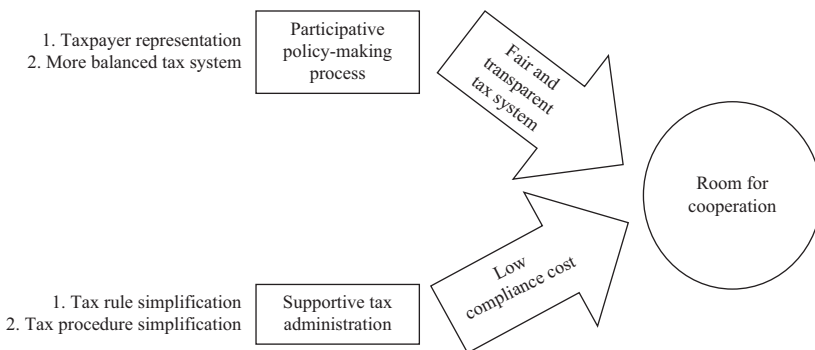 1. Taxpayer representation
2. More balanced tax system
Participative
policy-making
process
Fair and
transparent
tax system
Room for
cooperation
1. Tax rule simplification
2. Tax procedure simplification
Supportive tax
administration
Low
compliance cost